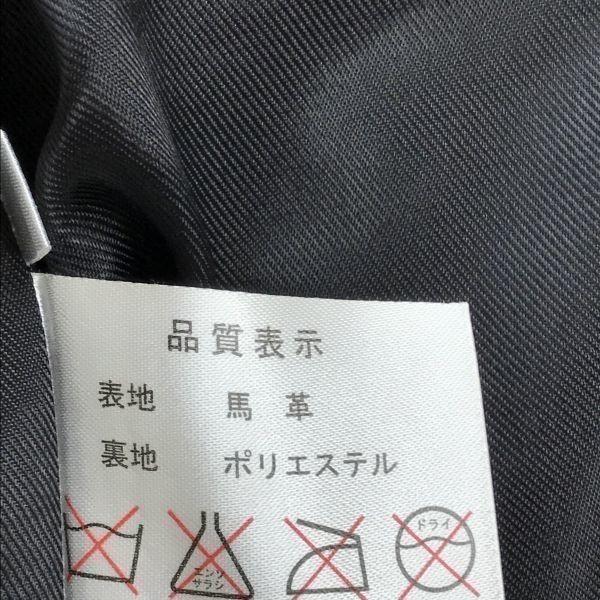 品質表示
表地 馬革
裏地 ポリエステル
エンソ
サラシ
ドライ